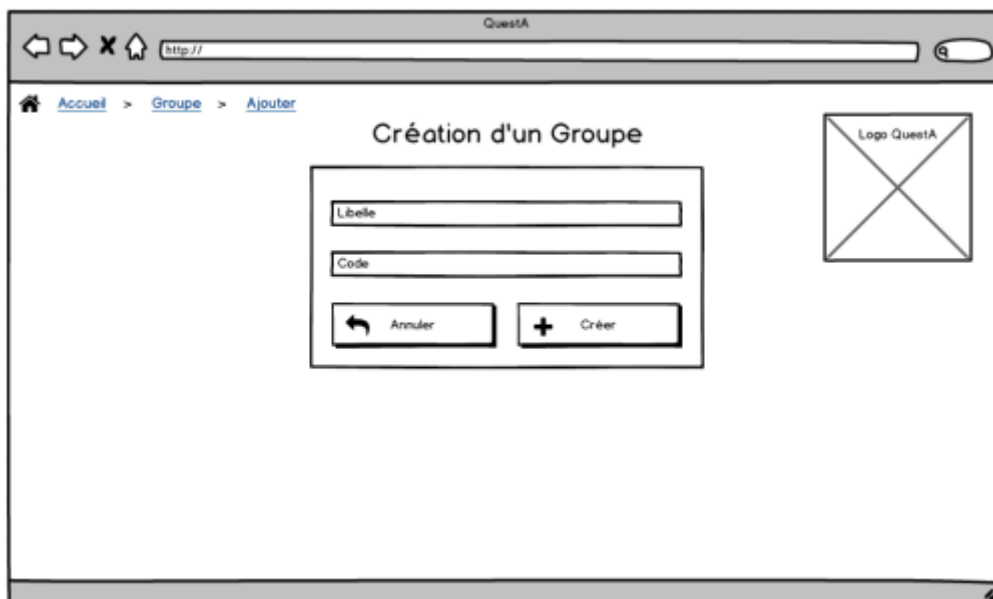 QuestA
http://
Accueil > Groupe > Ajouter
Création d'un Groupe
Logo QuestA
Libelle
Code
Annuler
Créer